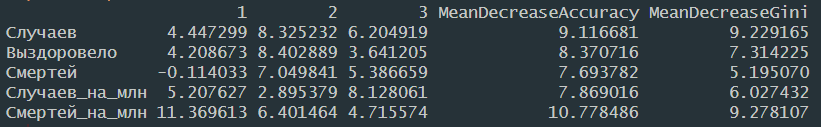 1 2 3 MeanDecreaseAccuracy MeanDecreaseGini
Случаев 4.447299 8.325232 6.204919 9.116681 9.229165
Выздоровело 4.208673 8.402889 3.641205 8.370716 7.314225
Смертей -0.114033 7.049841 5.386659 7.693782 5.195070
Случаев_на_млн 5.207627 2.895379 8.128061 7.869016 6.027432
Смертей_на_млн 11.369613 6.401464 4.715574 10.778486 9.278107